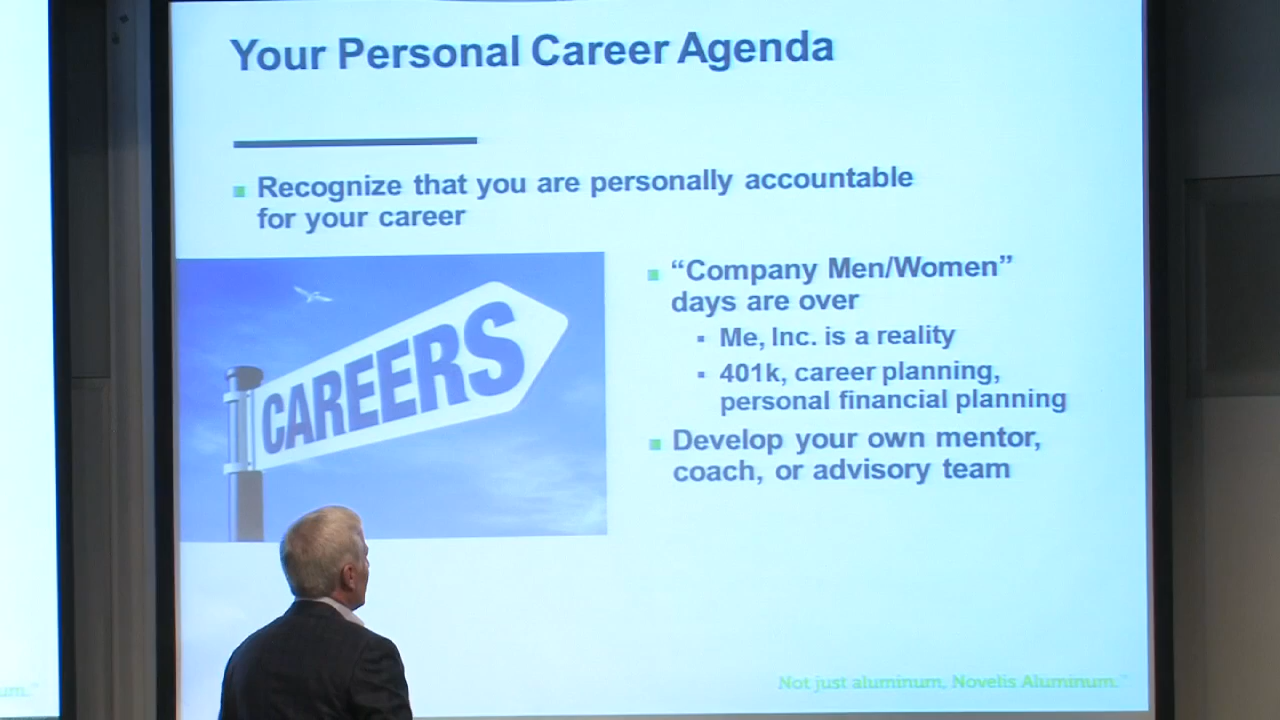 Your Personal Career Agenda
Recognize that you are personally accountable
for your career
CAREERS
“Company Men/Women”
days are over
Me, Inc. is a reality
401k, career planning,
personal financial planning
Develop your own mentor,
coach, or advisory team
Not just aluminum, Novelis Aluminum.™